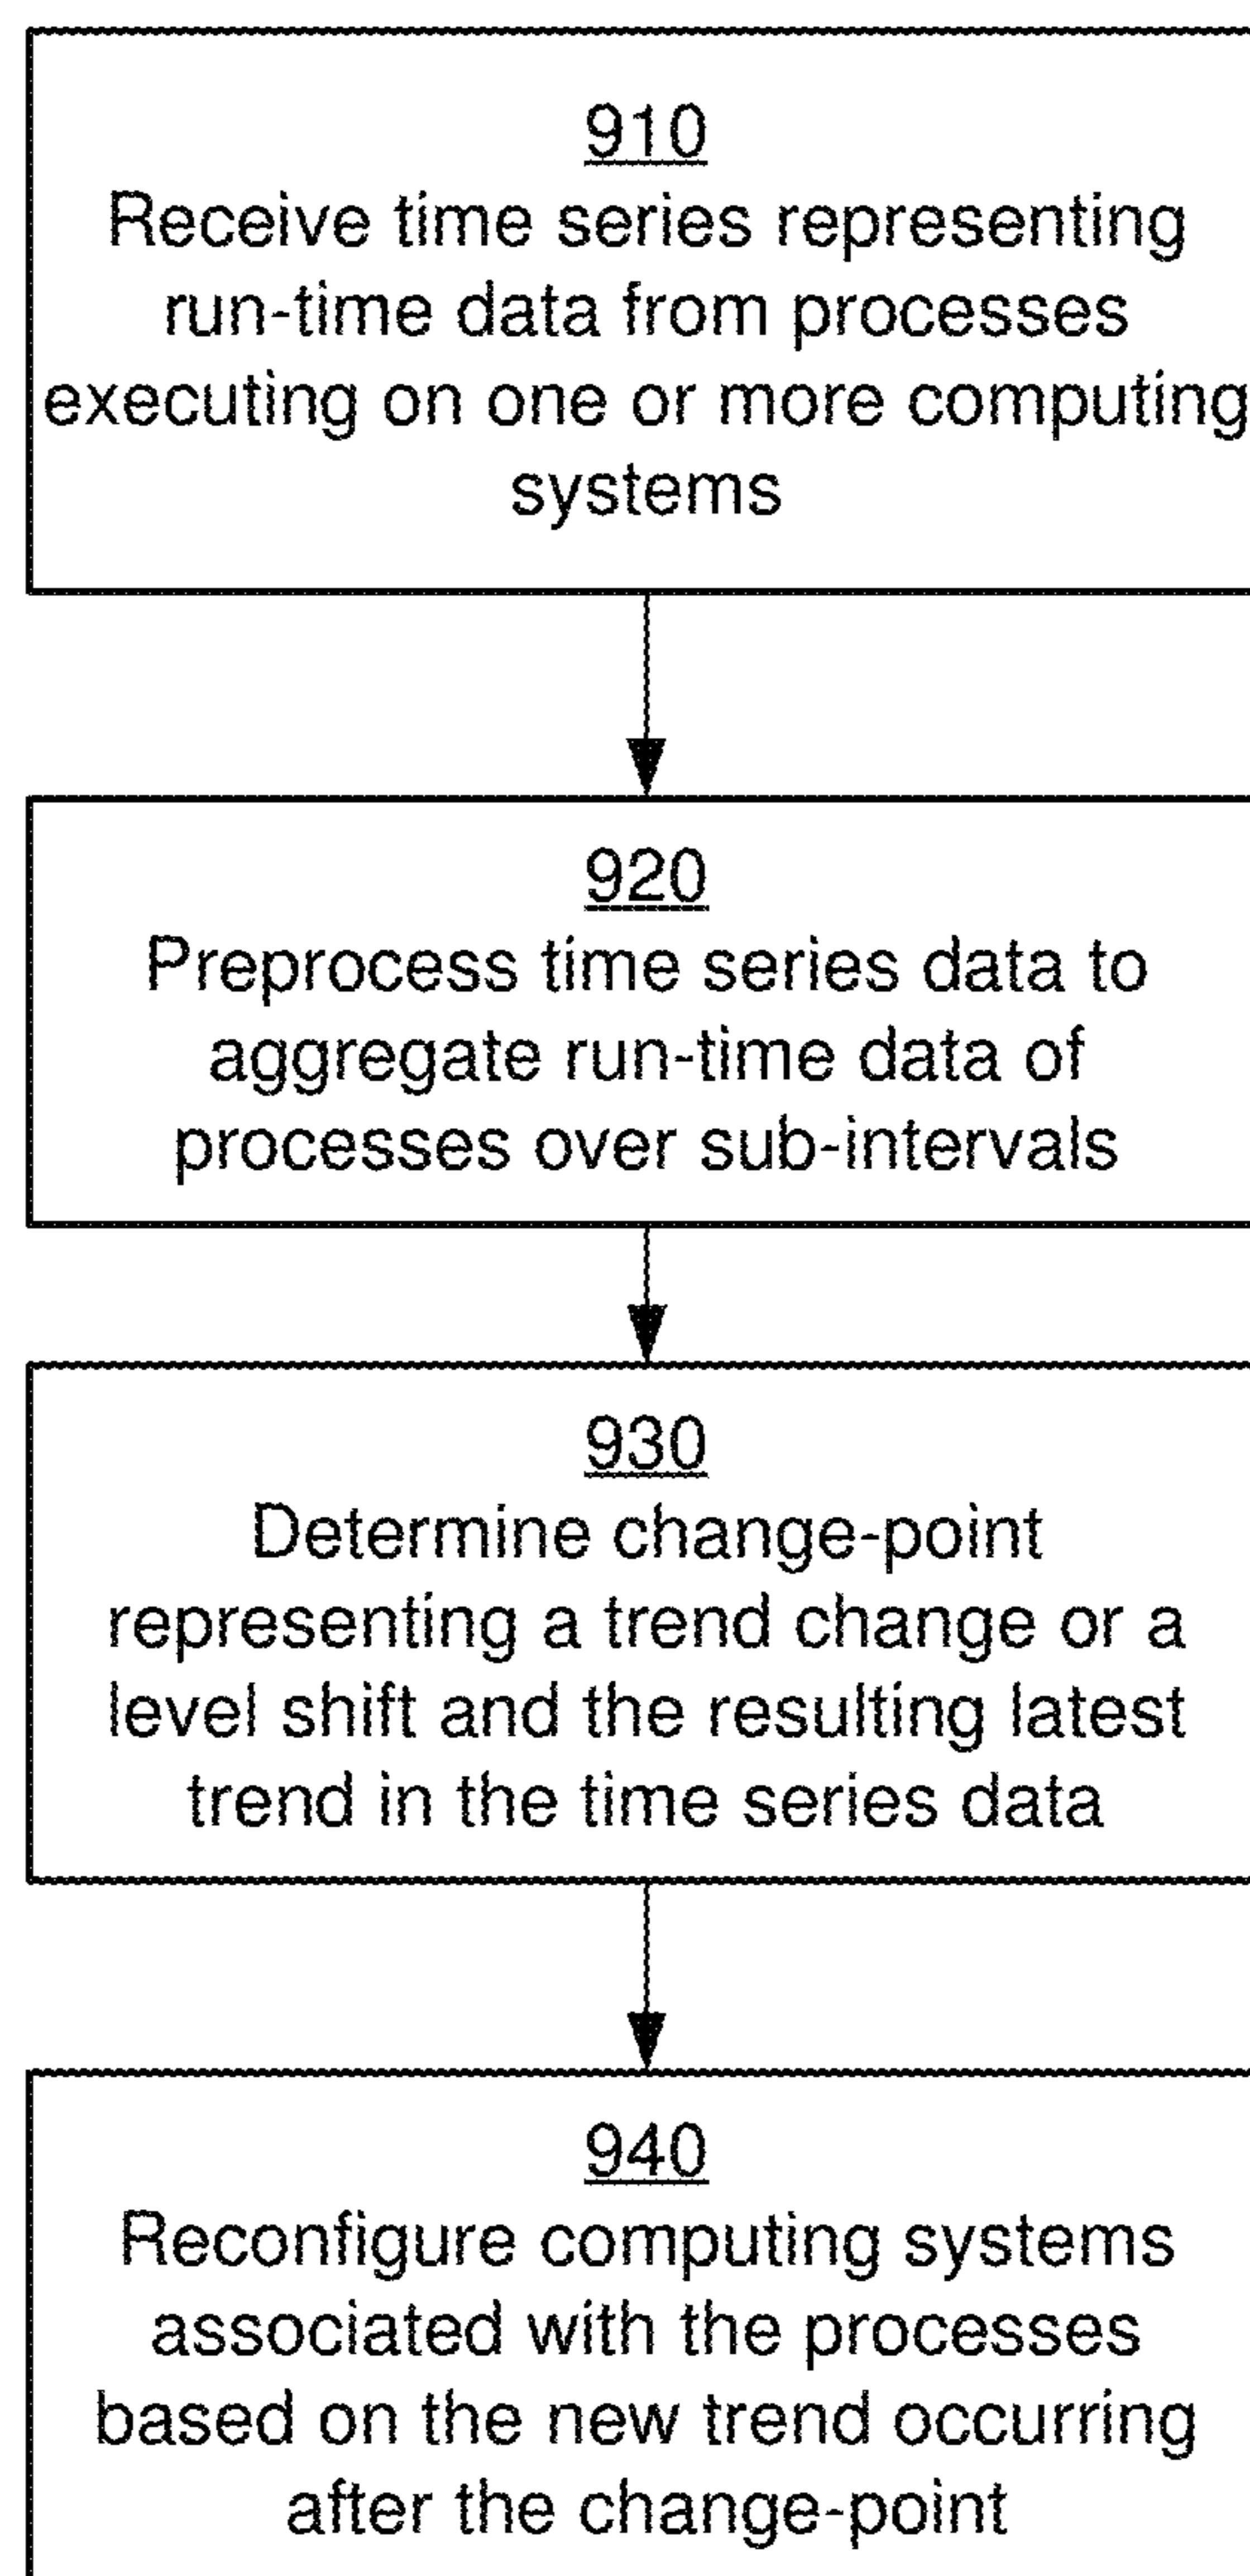 910
Receive time series representing
run-time data from processes
executing on one or more computing
systems
920
Preprocess time series data to
aggregate run-time data of
processes over sub-intervals
930
Determine change-point
representing a trend change or a
level shift and the resulting latest
trend in the time series data
940
Reconfigure computing systems
associated with the processes
based on the new trend occurring
after the change-point